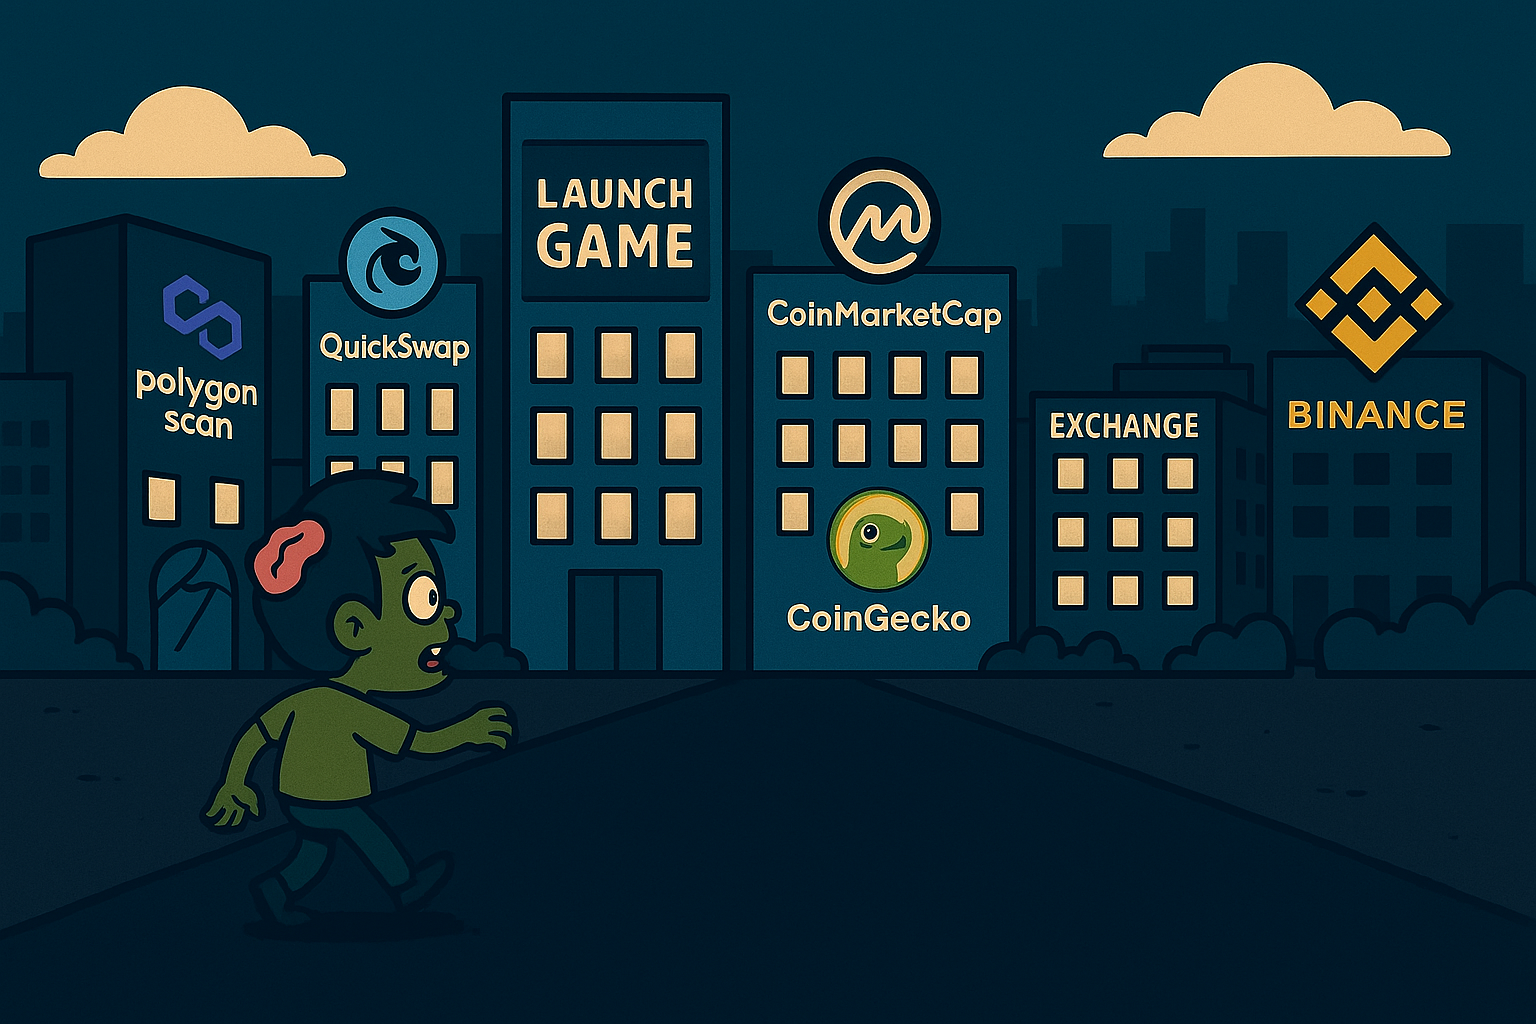 polygon
scan
QuickSwap
LAUNCH
GAME
CoinMarketCap
CoinGecko
EXCHANGE
BINANCE